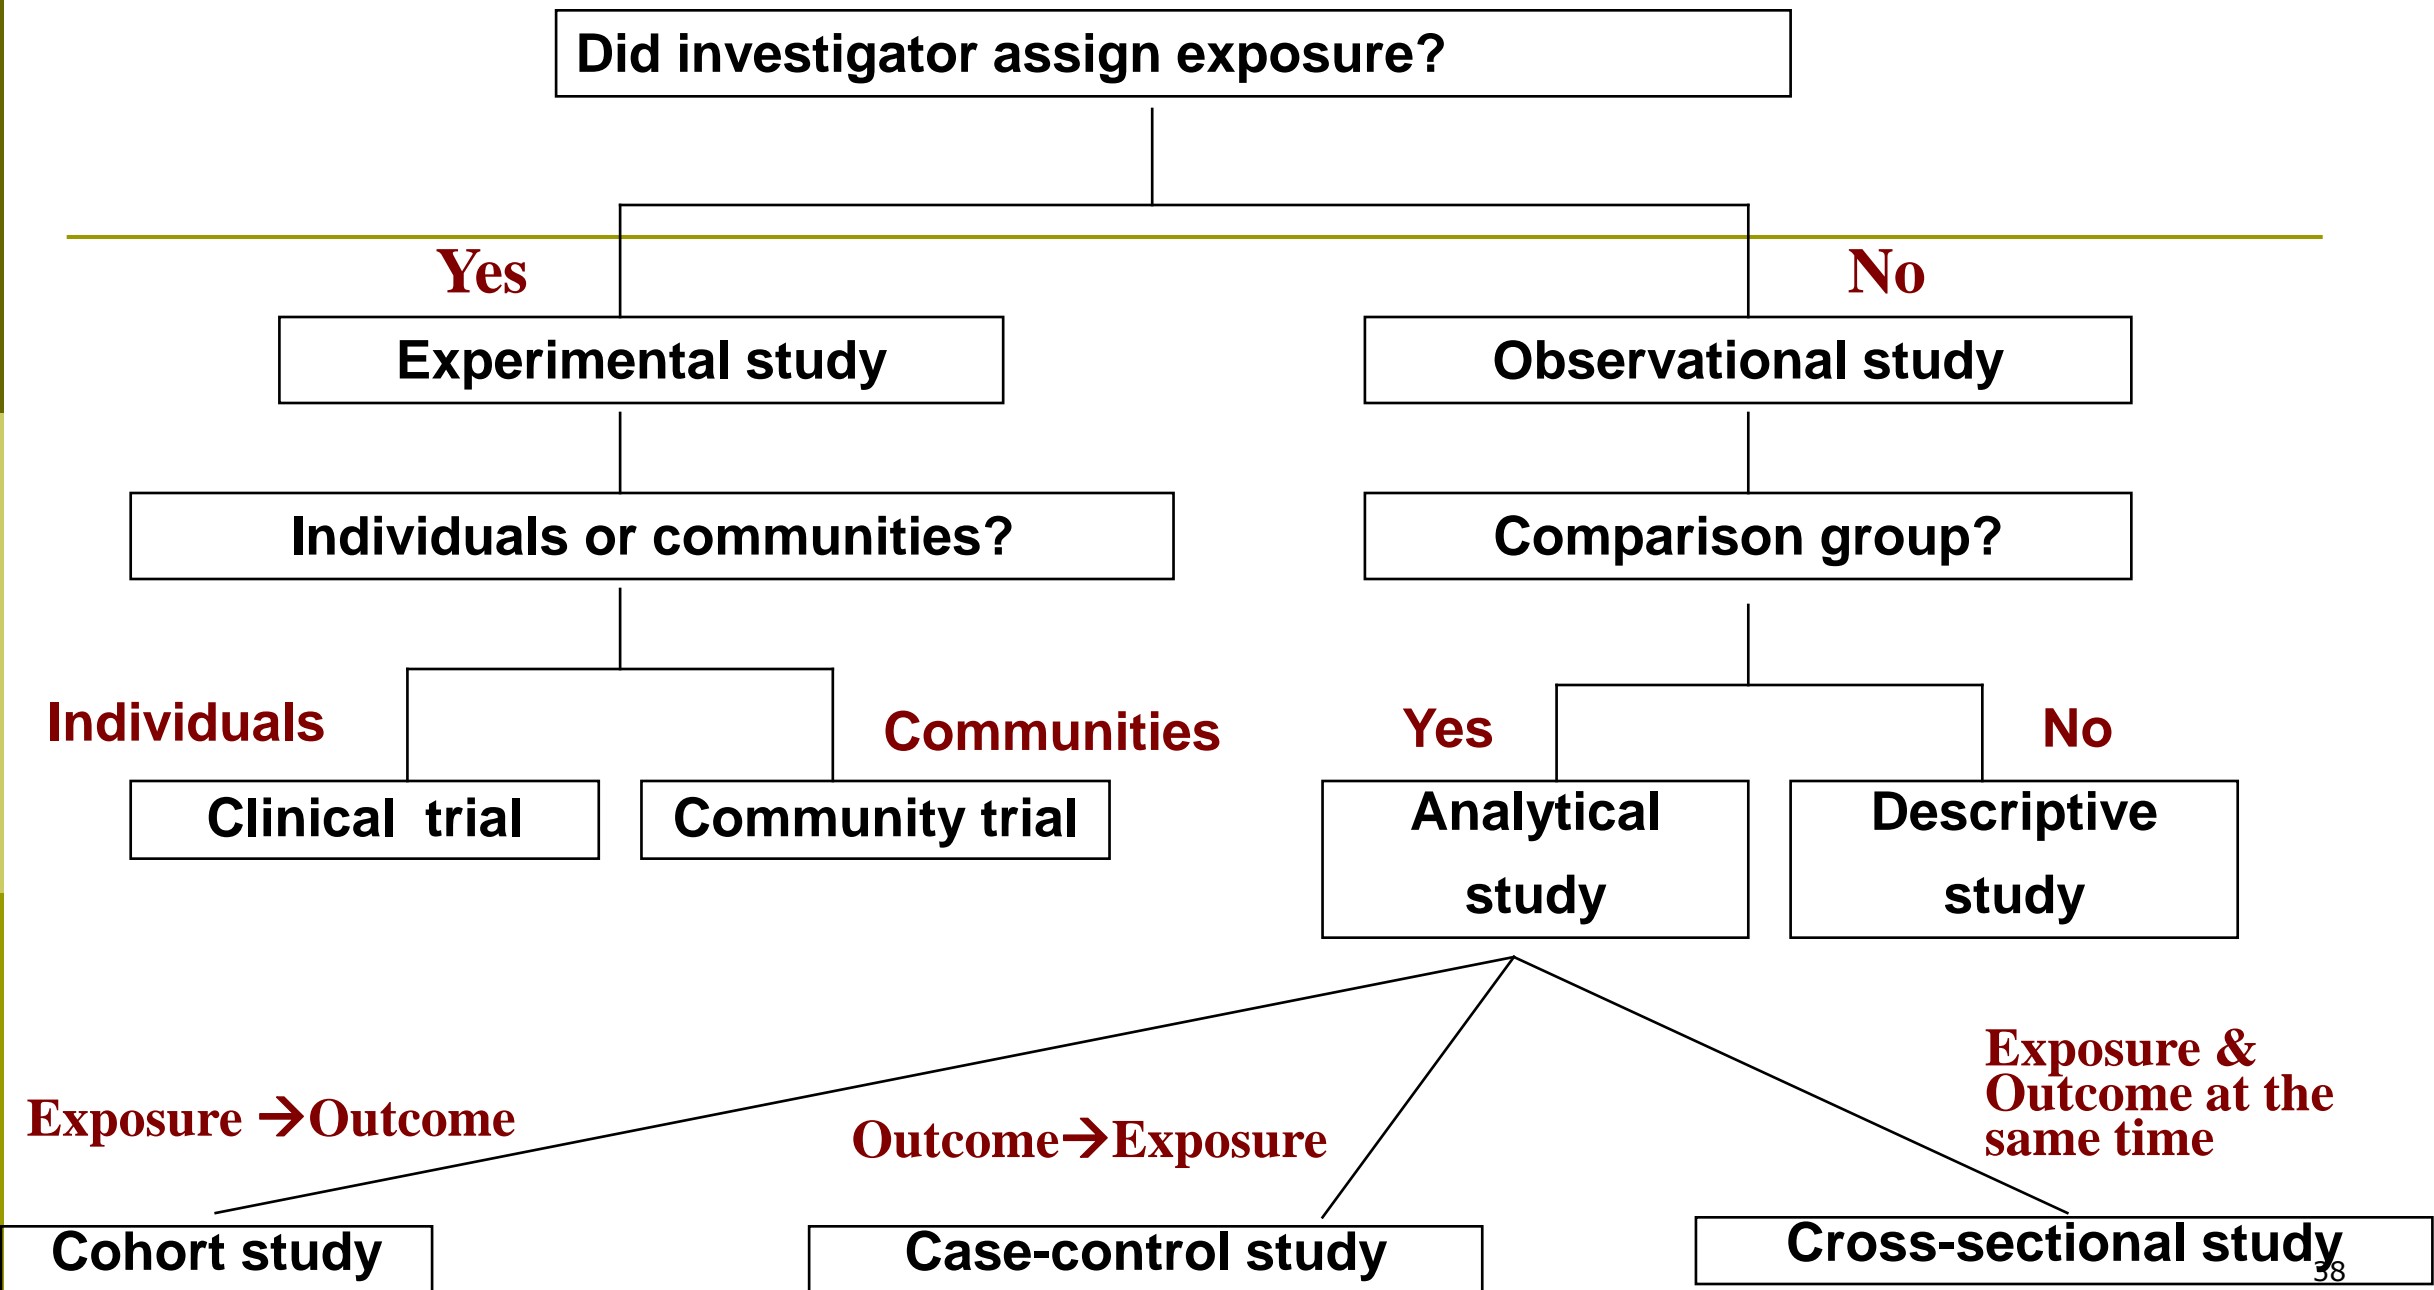 Did investigator assign exposure?
Yes
No
Experimental study
Observational study
Individuals or communities?
Comparison group?
Individuals
Communities
Yes
No
Clinical trial
Community trial
Analytical
study
Descriptive
study
Exposure →Outcome
Outcome→Exposure
Exposure &
Outcome at the
same time
Cohort study
Case-control study
Cross-sectional study
38